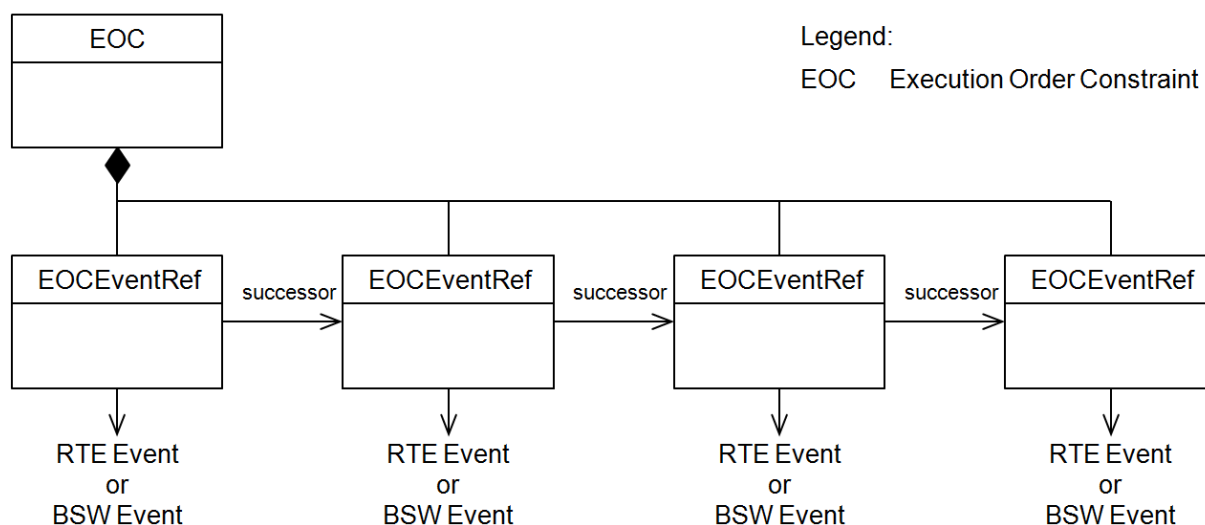 EOC
Legend:
EOC Execution Order Constraint
EOCEventRef
successor
EOCEventRef
successor
EOCEventRef
successor
EOCEventRef
RTE Event
or
BSW Event
RTE Event
or
BSW Event
RTE Event
or
BSW Event
RTE Event
or
BSW Event